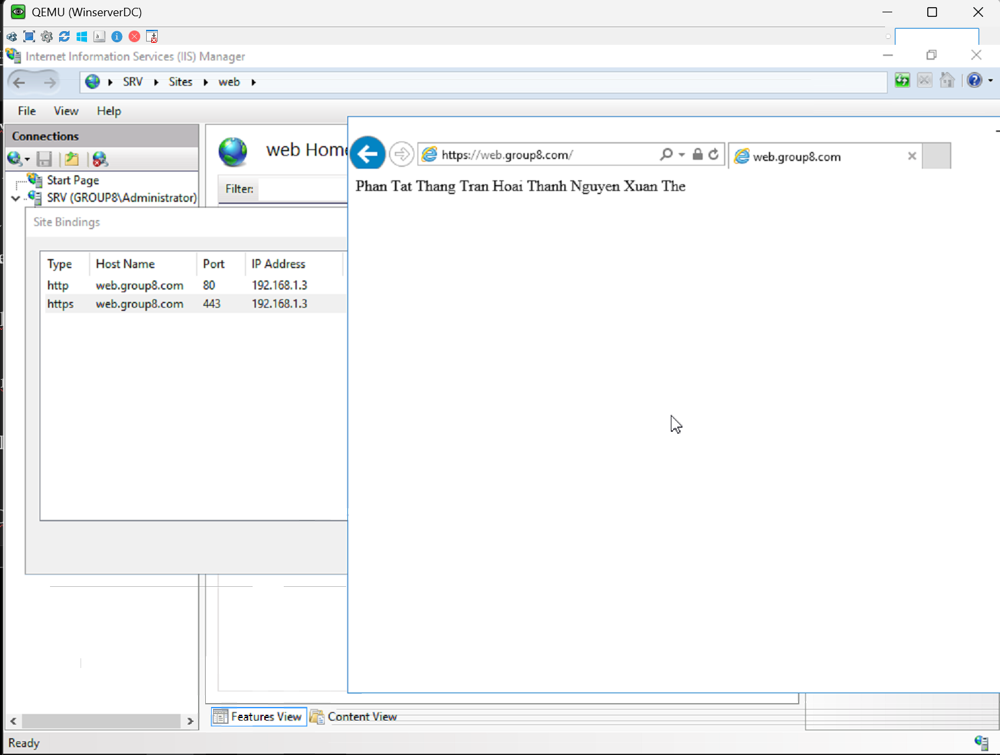 QEMU (WinserverDC)
Internet Information Services (IIS) Manager
SRV Sites web
File View Help
Connections
Start Page
SRV (GROUP8\Administrator)
web Home
Filter:
Site Bindings
Type Host Name Port IP Address
http web.group8.com 80 192.168.1.3
https web.group8.com 443 192.168.1.3
https://web.group8.com/
web.group8.com
Phan Tat Thang Tran Hoai Thanh Nguyen Xuan The
Features View Content View
Ready